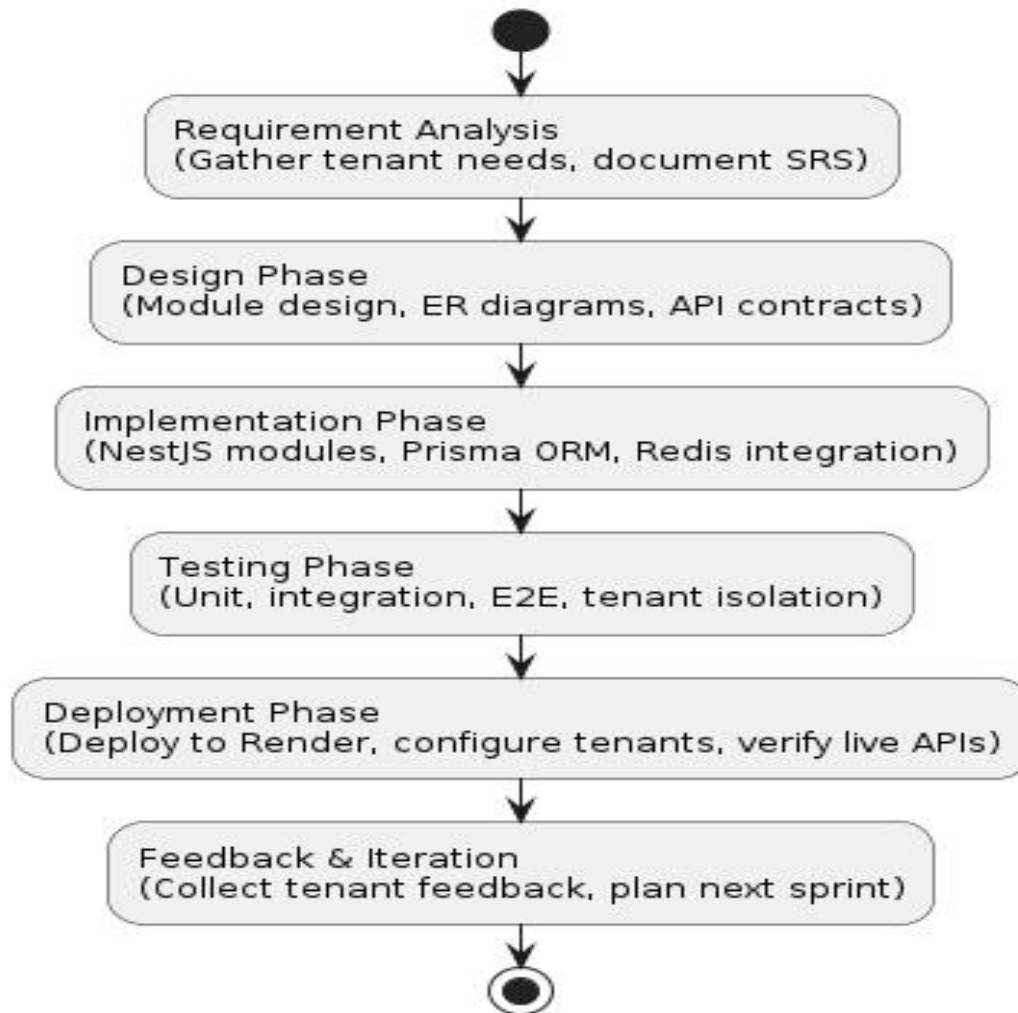 Requirement Analysis
(Gather tenant needs, document SRS)
Design Phase
(Module design, ER diagrams, API contracts)
Implementation Phase
(NestJS modules, Prisma ORM, Redis integration)
Testing Phase
(Unit, integration, E2E, tenant isolation)
Deployment Phase
(Deploy to Render, configure tenants, verify live APIs)
Feedback & Iteration
(Collect tenant feedback, plan next sprint)